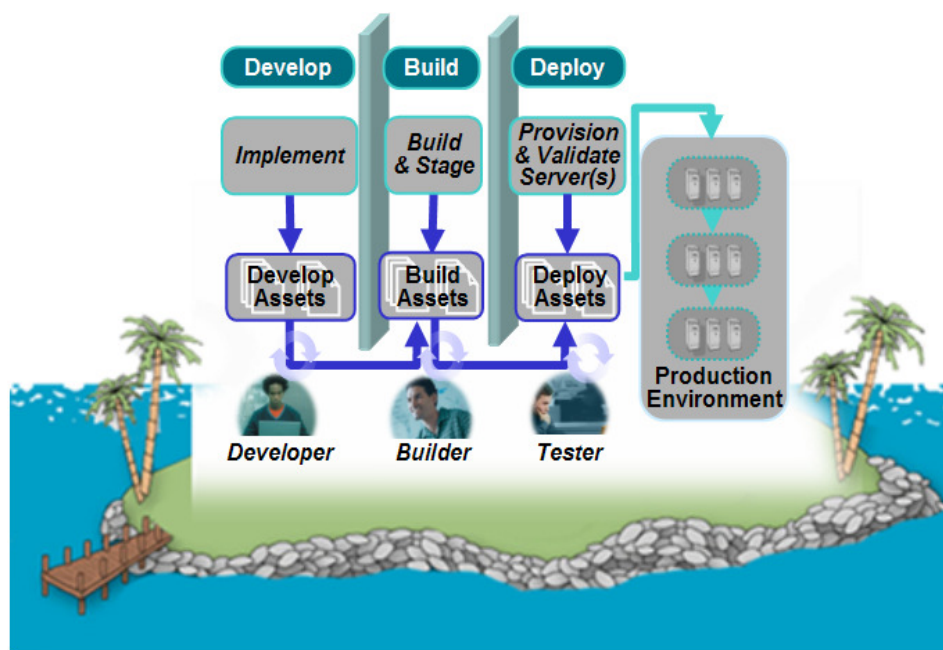 Develop
Build
Deploy
Implement
Build
& Stage
Provision
& Validate
Server(s)
Develop
Assets
Build
Assets
Deploy
Assets
Production
Environment
Developer
Builder
Tester